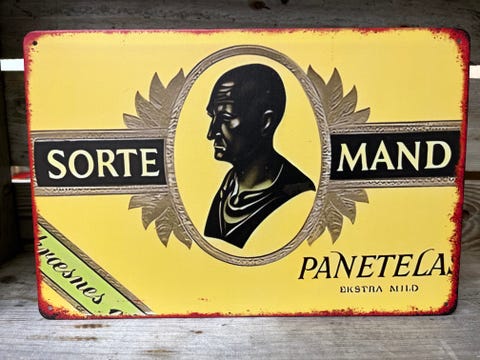 SORTE MAND
PANETELA
EKSTRA MILD